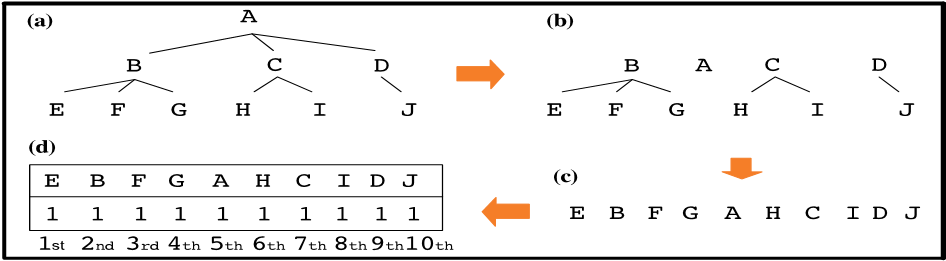 (a)
A
B C D
E F G H I J
(b)
B A C D
E F G H I J
(c)
E B F G A H C I D J
(d)
E B F G A H C I D J
1 1 1 1 1 1 1 1 1 1
1st 2nd 3rd 4th 5th 6th 7th 8th 9th 10th